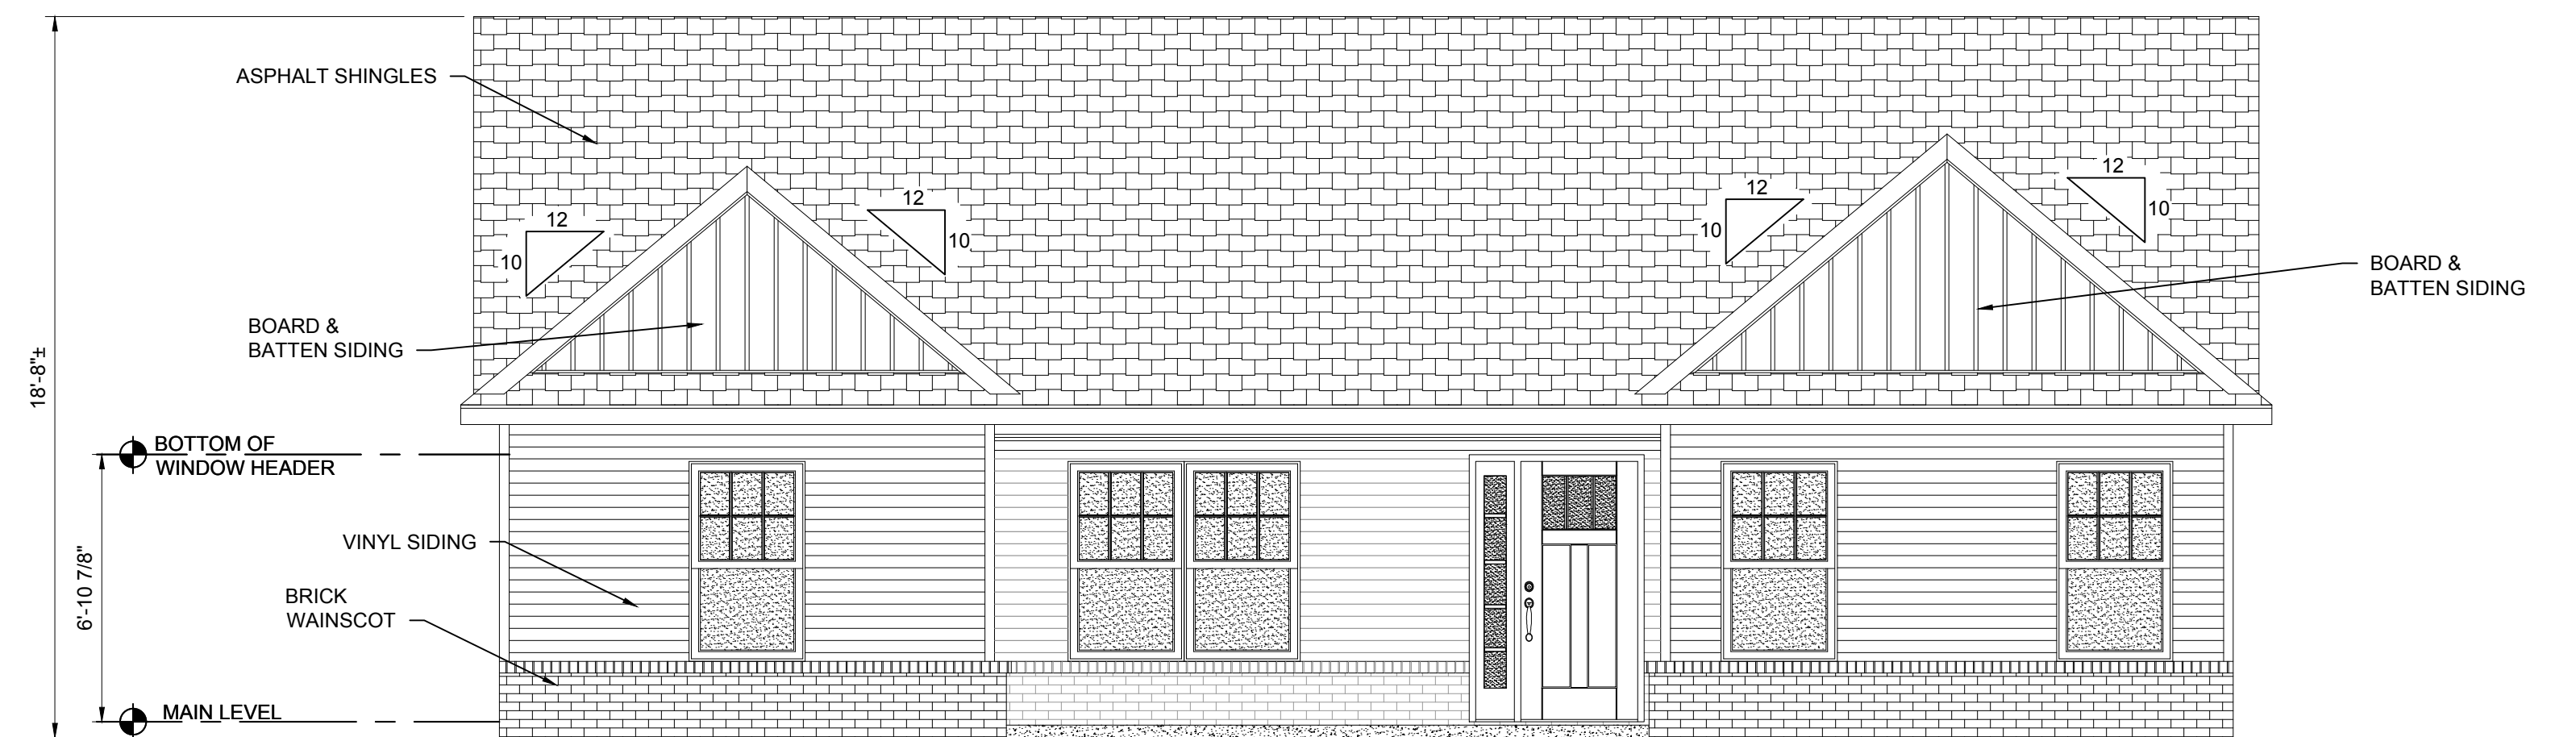 ASPHALT SHINGLES
12
10
12
10
12
10
12
10
BOARD &
BATTEN SIDING
BOARD &
BATTEN SIDING
18'-8"±
BOTTOM OF
WINDOW HEADER
VINYL SIDING
6'-10 7/8"
BRICK
WAINSCOT
MAIN LEVEL